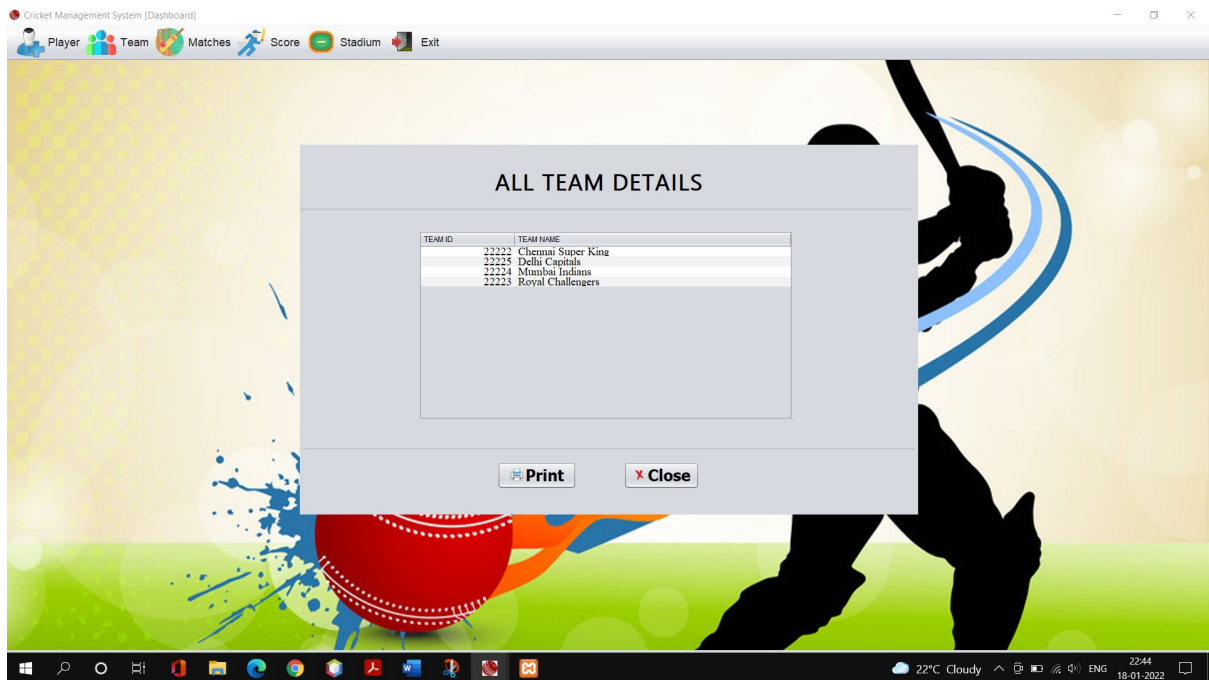 Cricket Management System [Dashboard]
Player Team Matches Score Stadium Exit
ALL TEAM DETAILS
TEAM ID TEAM NAME
22222 Chennai Super King
22225 Delhi Capitals
22224 Mumbai Indians
22223 Royal Challengers
Print Close
22°C Cloudy ENG 22:44
18-01-2022